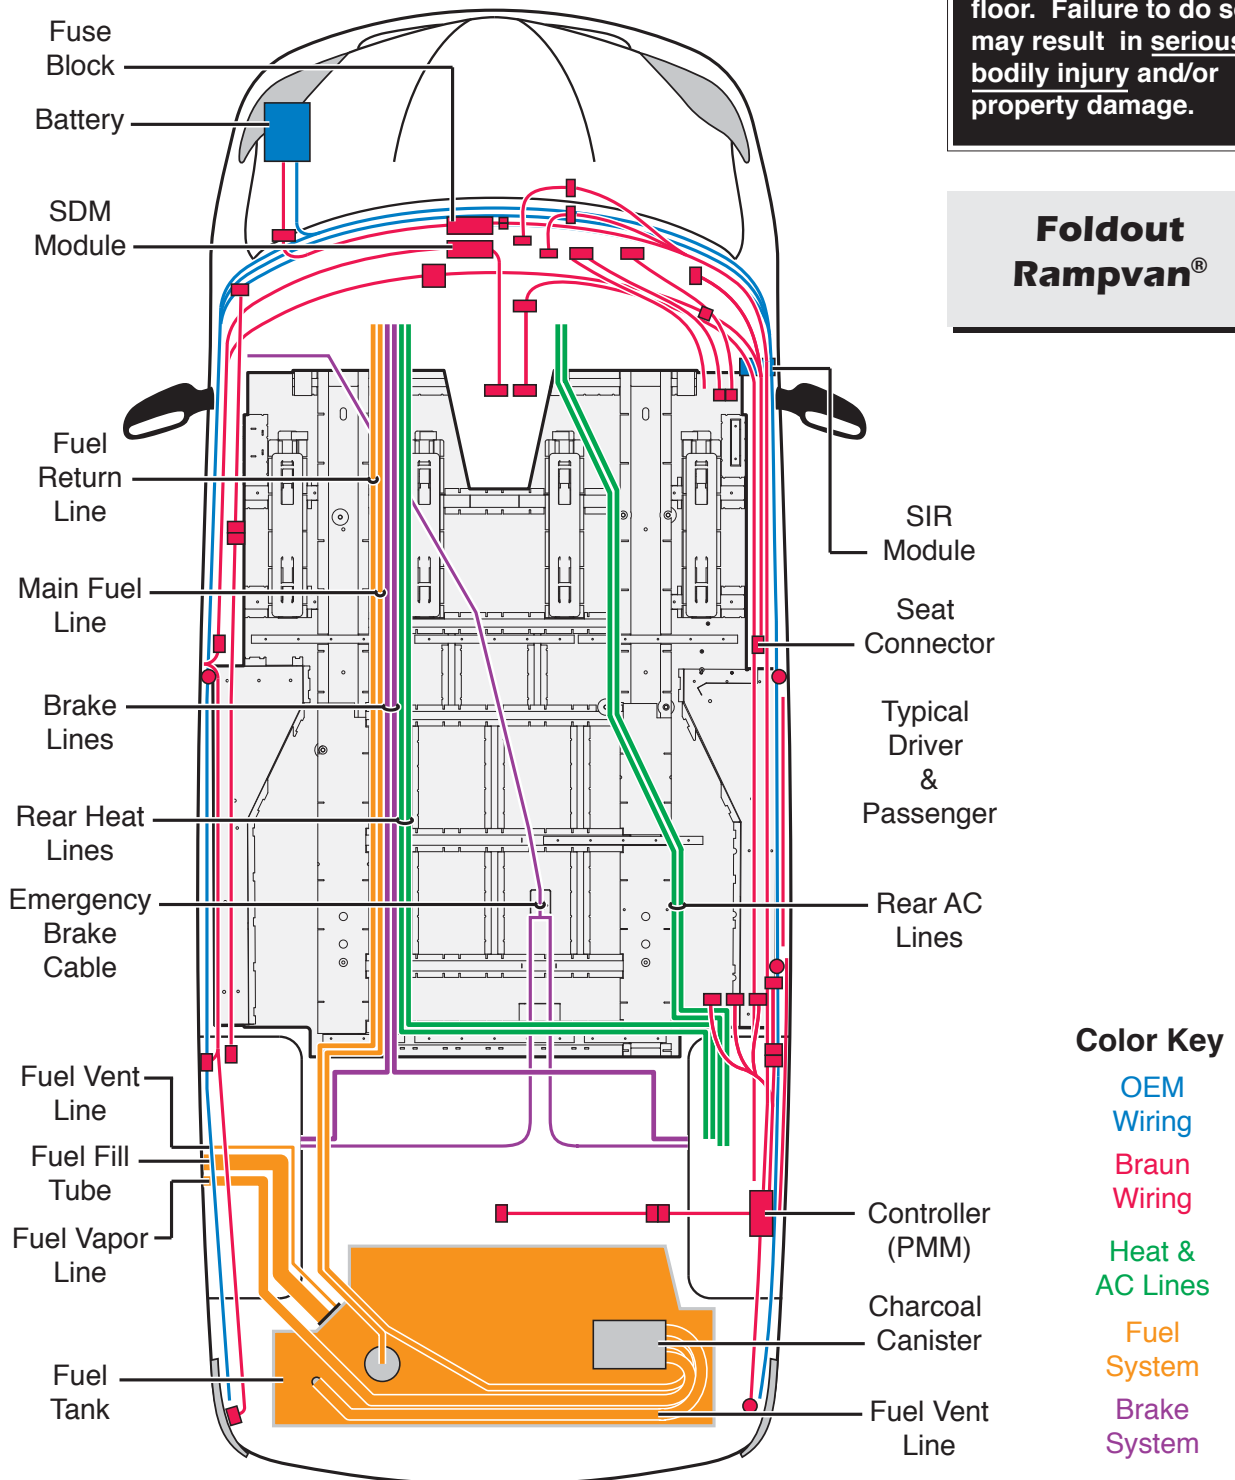 floor. Failure to do so
may result in serious
bodily injury and/or
property damage.
Foldout
Rampvan®
Fuse
Block
Battery
SDM
Module
Fuel
Return
Line
Main Fuel
Line
Brake
Lines
Rear Heat
Lines
Emergency
Brake
Cable
Fuel Vent
Line
Fuel Fill
Tube
Fuel Vapor
Line
Fuel
Tank
SIR
Module
Seat
Connector
Typical
Driver
&
Passenger
Rear AC
Lines
Controller
(PMM)
Charcoal
Canister
Fuel Vent
Line
Color Key
OEM
Wiring
Braun
Wiring
Heat &
AC Lines
Fuel
System
Brake
System